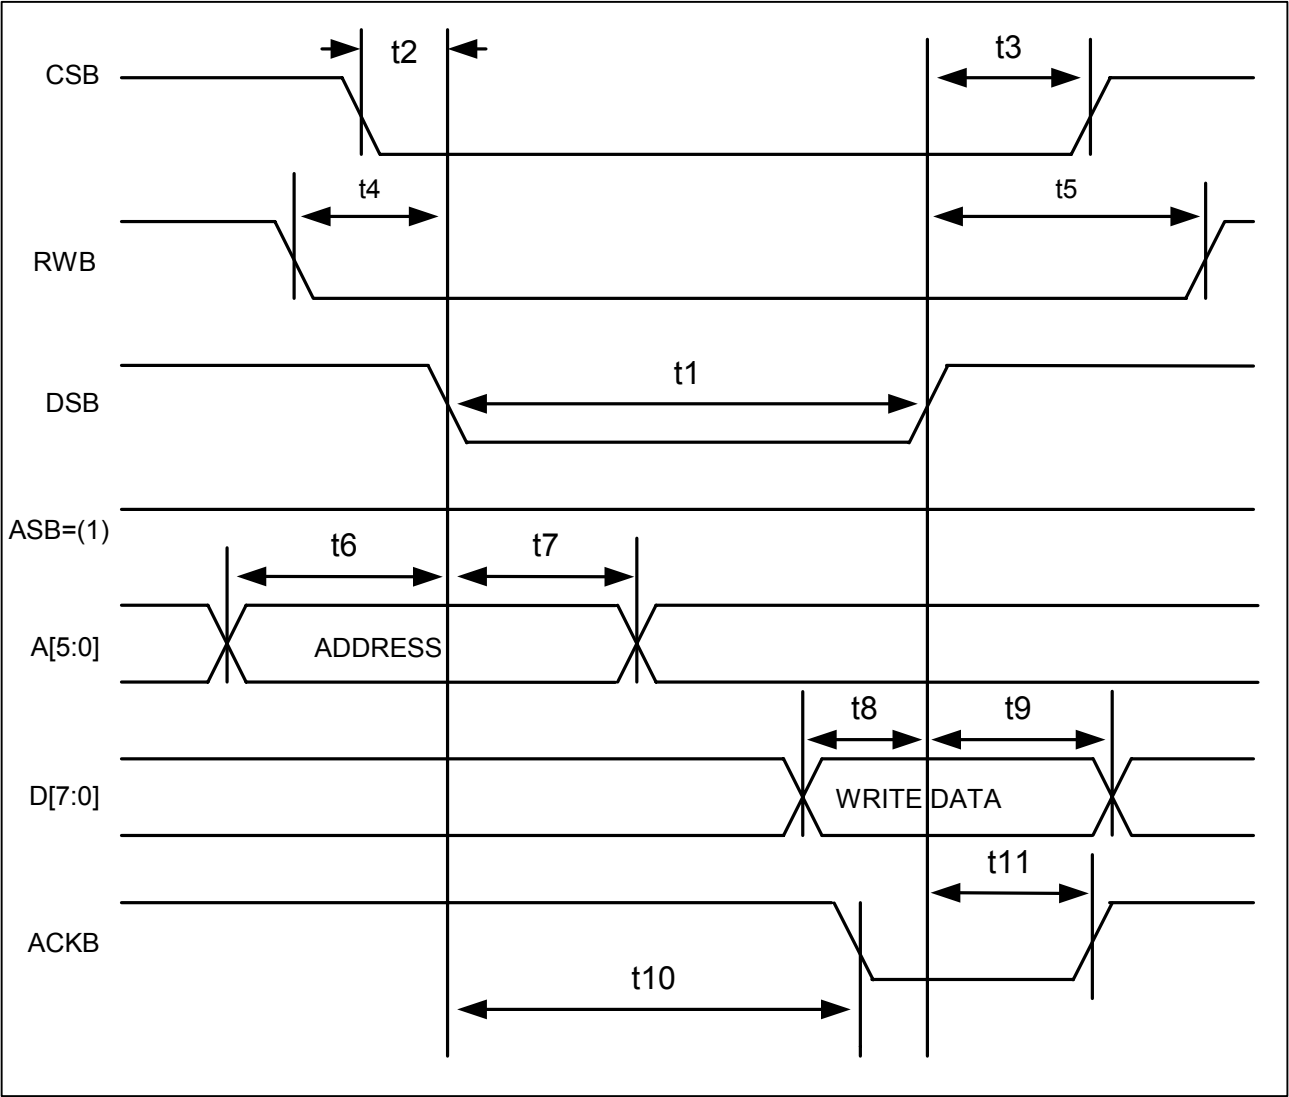 t2
t3
CSB
t4
t5
RWB
t1
DSB
ASB=(1)
t6
t7
A[5:0]
ADDRESS
t8
t9
D[7:0]
WRITE DATA
t11
ACKB
t10